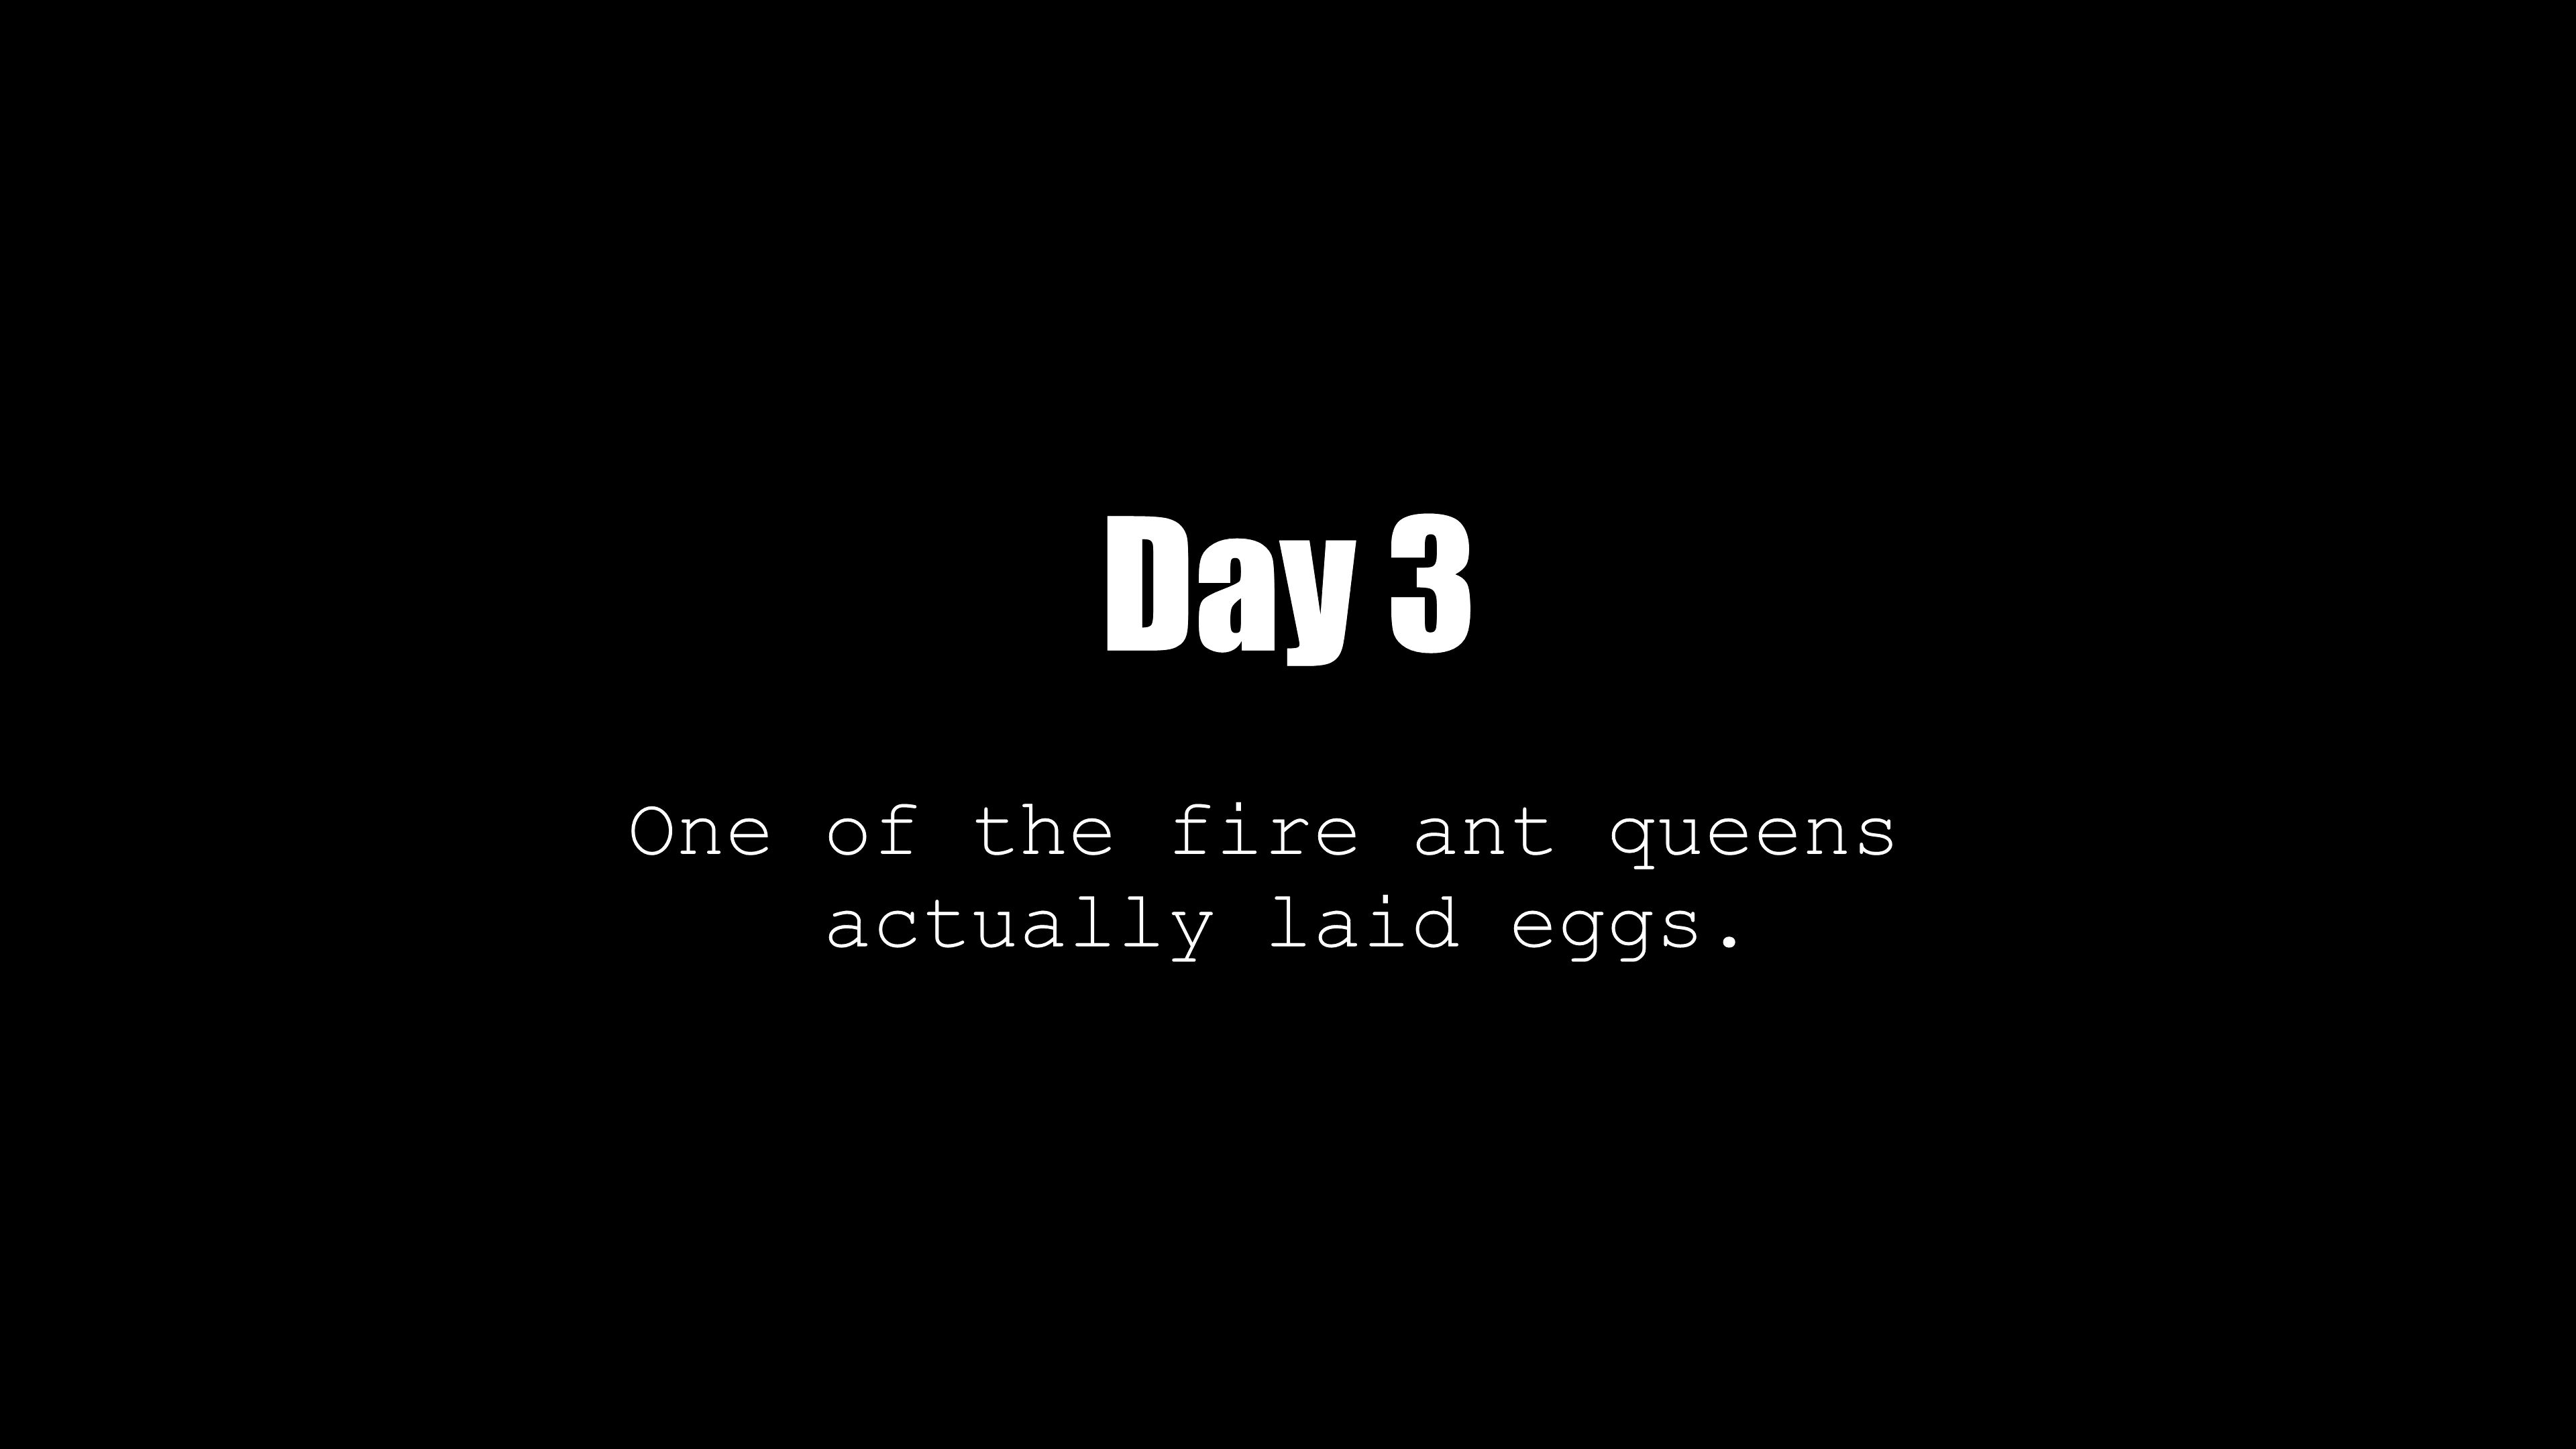 Day 3
One of the fire ant queens
actually laid eggs.